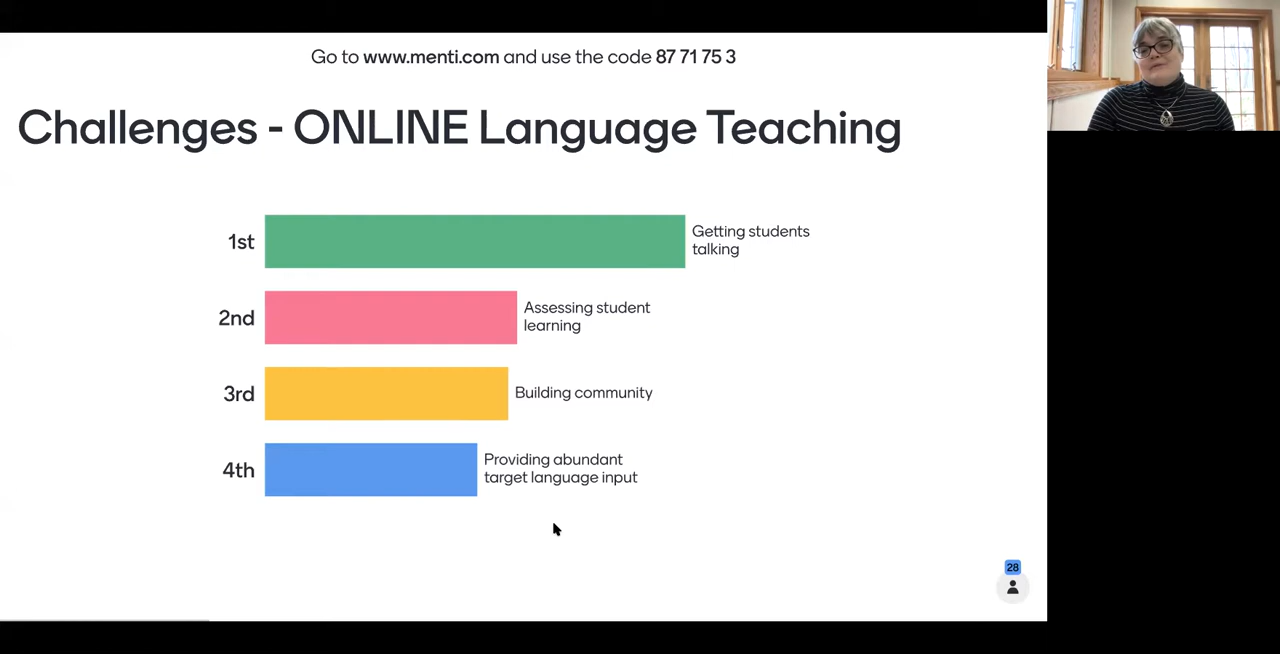 Go to www.menti.com and use the code 87 71 75 3
Challenges - ONLINE Language Teaching
1st
Getting students
talking
2nd
Assessing student
learning
3rd
Building community
4th
Providing abundant
target language input
28